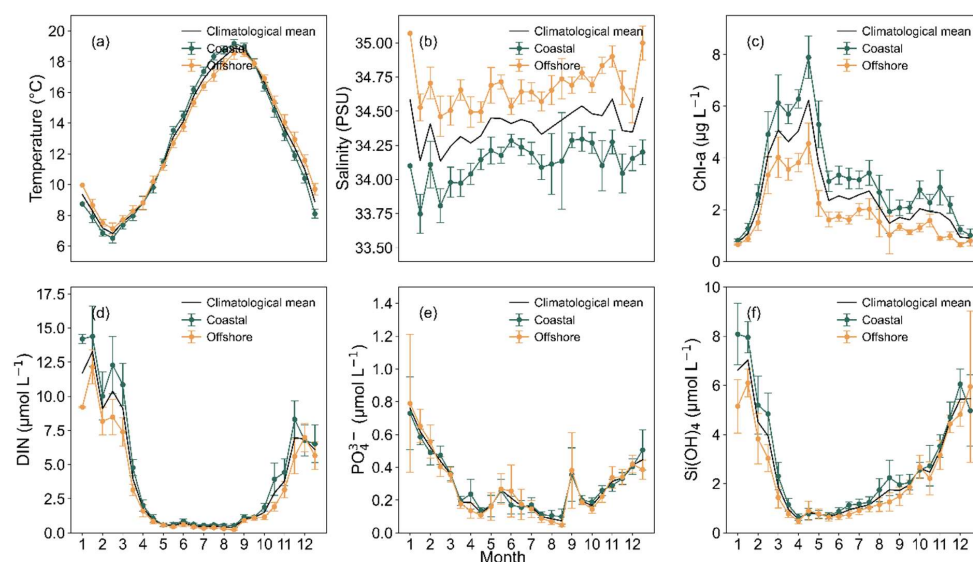 (a)
Climatological mean
Coastal
Offshore
Temperature (°C)
20
18
16
14
12
10
8
6
(b)
Climatological mean
Coastal
Offshore
Salinity (PSU)
35.00
34.75
34.50
34.25
34.00
33.75
33.50
(c)
Climatological mean
Coastal
Offshore
Chl-a (μg L⁻¹)
8
6
4
2
0
(d)
Climatological mean
Coastal
Offshore
DIN (μmol L⁻¹)
17.5
15.0
12.5
10.0
7.5
5.0
2.5
0.0
1 2 3 4 5 6 7 8 9 10 11 12
(e)
Climatological mean
Coastal
Offshore
PO₄³⁻ (μmol L⁻¹)
1.4
1.2
1.0
0.8
0.6
0.4
0.2
0.0
1 2 3 4 5 6 7 8 9 10 11 12
Month
(f)
Climatological mean
Coastal
Offshore
Si(OH)₄ (μmol L⁻¹)
10
8
6
4
2
0
1 2 3 4 5 6 7 8 9 10 11 12